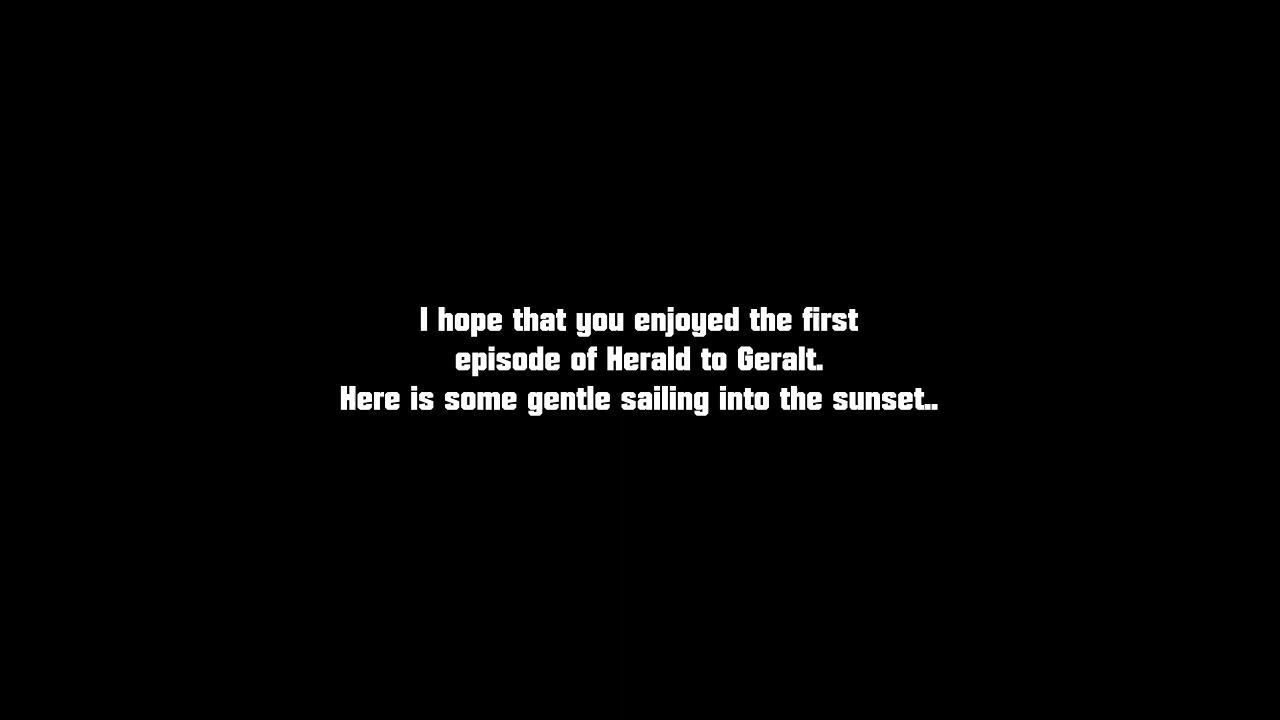 I hope that you enjoyed the first
episode of Herald to Geralt.
Here is some gentle sailing into the sunset..